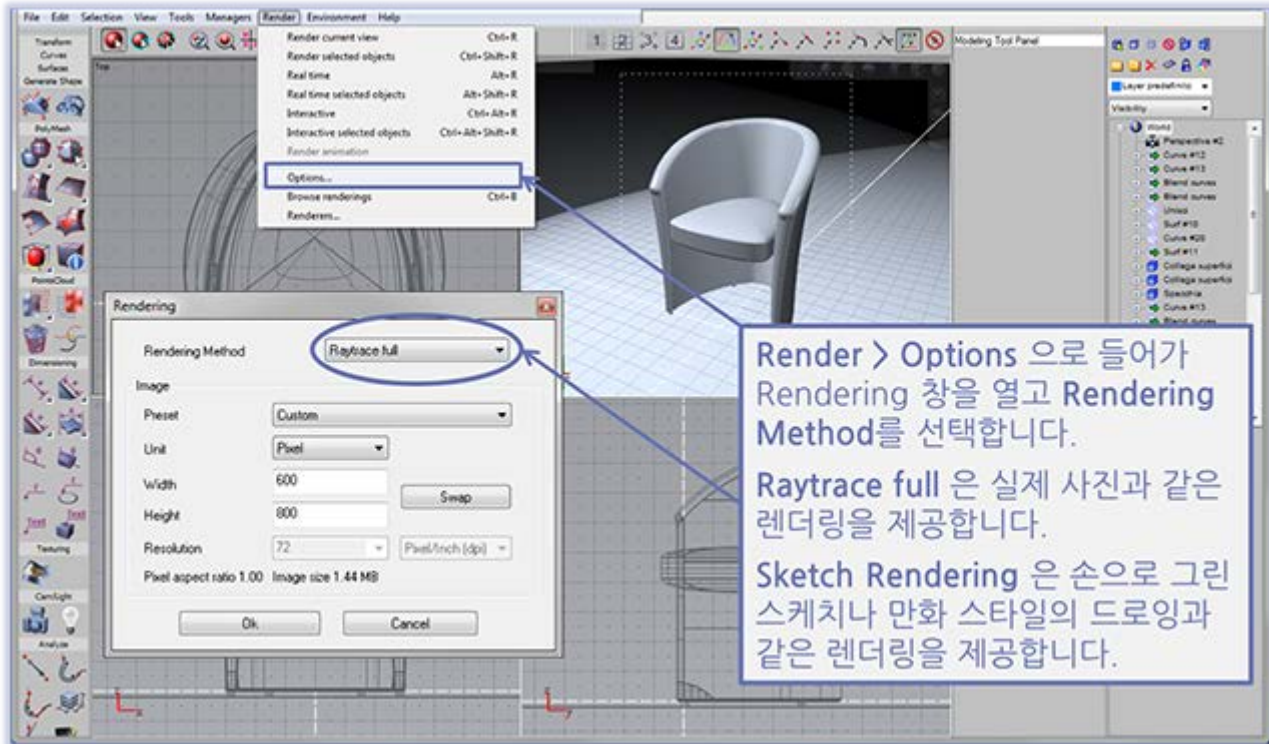 File Edit Selection View Tools Managers Render Environment Help
Transform
Curves
Surfaces
Generate Shape
PolyMesh
PointsCloud
Dimensioning
Text Text
Texturing
Cam/Light
Analyze
Top
Render current view Ctrl+R
Render selected objects Ctrl+Shift+R
Real time Alt+R
Real time selected objects Alt+Shift+R
Interactive Ctrl+Alt+R
Interactive selected objects Ctrl+Alt+Shift+R
Render animation
Options...
Browse renderings Ctrl+B
Renderers...
1 2 3 4
Modeling Tool Panel
Layer predefinito
Visibility
World
Perspective #2
Curve #12
Curve #13
Blend curves
Blend curves
Unisci
Surf #10
Curve #20
Surf #11
Collega superfici
Collega superfici
Specchia
Curve #13
Blend curves
Rendering
Rendering Method Raytrace full
Image
Preset Custom
Unit Pixel
Width 600
Swap
Height 800
Resolution 72 Pixel/Inch (dpi)
Pixel aspect ratio 1.00 Image size 1.44 MB
Ok Cancel
Render > Options 으로 들어가
Rendering 창을 열고 Rendering
Method를 선택합니다.
Raytrace full 은 실제 사진과 같은
렌더링을 제공합니다.
Sketch Rendering 은 손으로 그린
스케치나 만화 스타일의 드로잉과
같은 렌더링을 제공합니다.
z
x
z
y